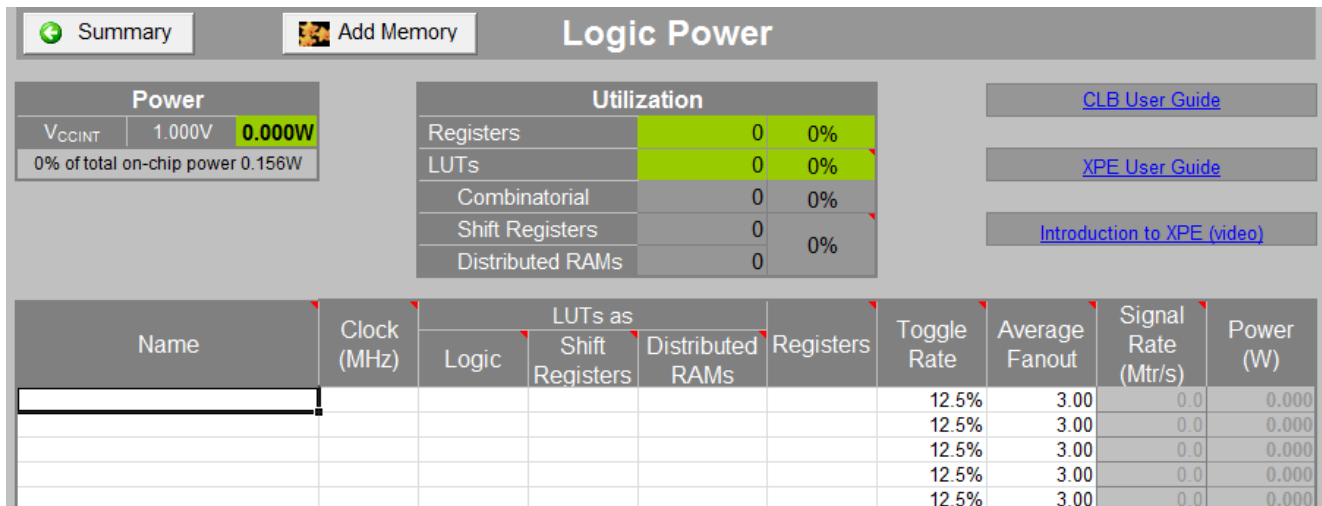 Summary
Add Memory
Logic Power
Power
VCCINT 1.000V 0.000W
0% of total on-chip power 0.156W
Utilization
Registers 0 0%
LUTs 0 0%
Combinatorial 0 0%
Shift Registers 0
0%
Distributed RAMs 0
CLB User Guide
XPE User Guide
Introduction to XPE (video)
Name
Clock
(MHz)
LUTs as
Logic
Shift
Registers
Distributed
RAMs
Registers
Toggle
Rate
Average
Fanout
Signal
Rate
(Mtr/s)
Power
(W)
12.5% 3.00 0.0 0.000
12.5% 3.00 0.0 0.000
12.5% 3.00 0.0 0.000
12.5% 3.00 0.0 0.000
12.5% 3.00 0.0 0.000